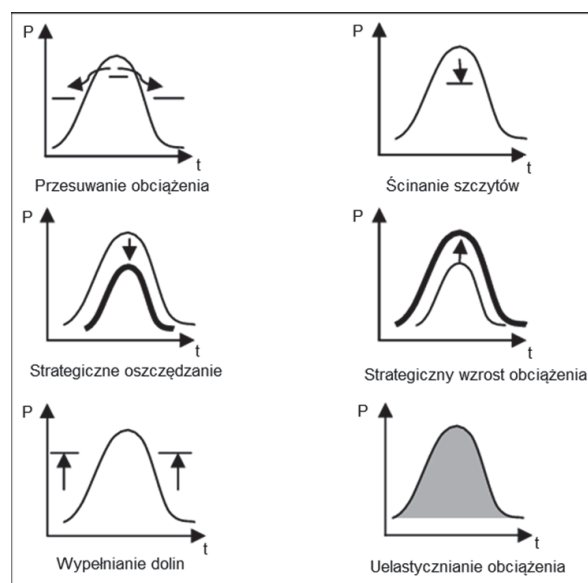 P
P
t
t
Przesuwanie obciążenia
Ścinanie szczytów
P
P
t
t
Strategiczne oszczędzanie
Strategiczny wzrost obciążenia
P
P
t
t
Wypełnianie dolin
Uelastycznianie obciążenia